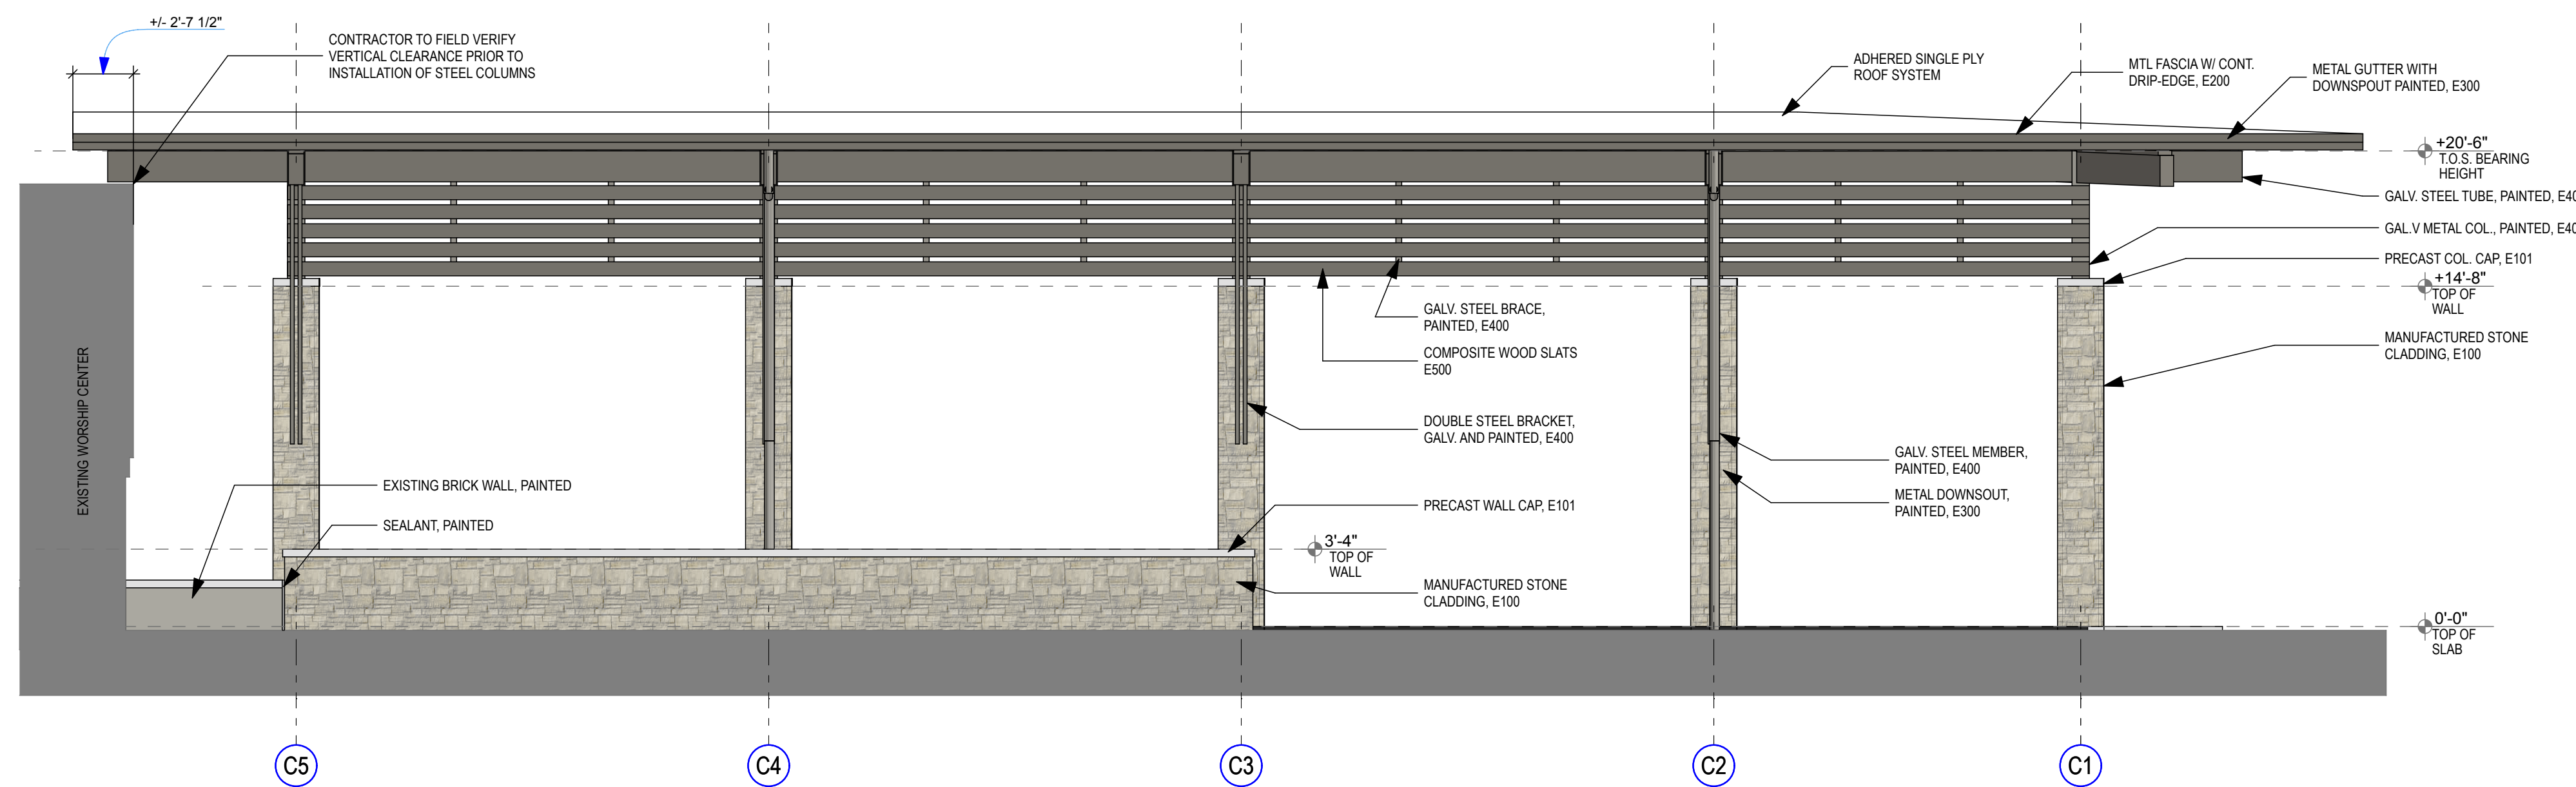 +/- 2'-7 1/2"
CONTRACTOR TO FIELD VERIFY
VERTICAL CLEARANCE PRIOR TO
INSTALLATION OF STEEL COLUMNS
ADHERED SINGLE PLY
ROOF SYSTEM
MTL FASCIA W/ CONT.
DRIP-EDGE, E200
METAL GUTTER WITH
DOWNSPOUT PAINTED, E300
+20'-6"
T.O.S. BEARING
HEIGHT
GALV. STEEL TUBE, PAINTED, E40
GAL.V METAL COL., PAINTED, E40
PRECAST COL. CAP, E101
+14'-8"
TOP OF
WALL
MANUFACTURED STONE
CLADDING, E100
GALV. STEEL BRACE,
PAINTED, E400
COMPOSITE WOOD SLATS
E500
DOUBLE STEEL BRACKET,
GALV. AND PAINTED, E400
GALV. STEEL MEMBER,
PAINTED, E400
METAL DOWNSOUT,
PAINTED, E300
EXISTING WORSHIP CENTER
EXISTING BRICK WALL, PAINTED
SEALANT, PAINTED
PRECAST WALL CAP, E101
3'-4"
TOP OF
WALL
MANUFACTURED STONE
CLADDING, E100
0'-0"
TOP OF
SLAB
C5
C4
C3
C2
C1